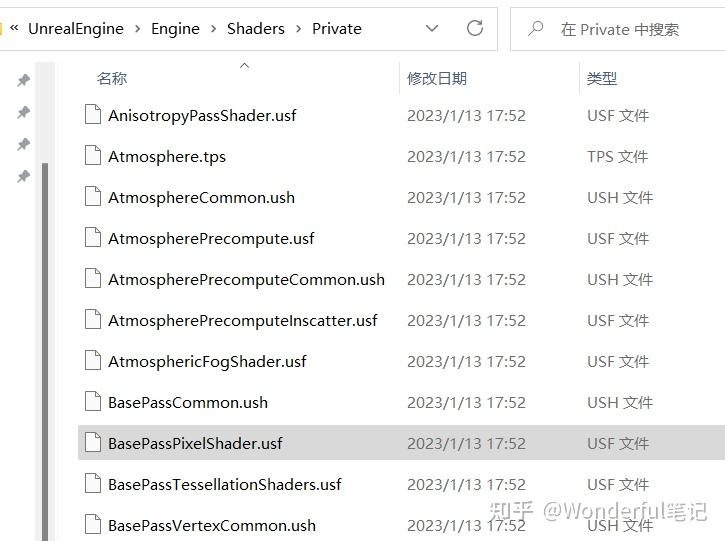 « UnrealEngine › Engine › Shaders › Private 在 Private 中搜索
名称 修改日期 类型
AnisotropyPassShader.usf 2023/1/13 17:52 USF 文件
Atmosphere.tps 2023/1/13 17:52 TPS 文件
AtmosphereCommon.ush 2023/1/13 17:52 USH 文件
AtmospherePrecompute.usf 2023/1/13 17:52 USF 文件
AtmospherePrecomputeCommon.ush 2023/1/13 17:52 USH 文件
AtmospherePrecomputeInscatter.usf 2023/1/13 17:52 USF 文件
AtmosphericFogShader.usf 2023/1/13 17:52 USF 文件
BasePassCommon.ush 2023/1/13 17:52 USH 文件
BasePassPixelShader.usf 2023/1/13 17:52 USF 文件
BasePassTessellationShaders.usf 2023/1/13 17:52 USF 文件
BasePassVertexCommon.ush 2023/1/13 17:52 USH 文件
知乎 @Wonderful笔记